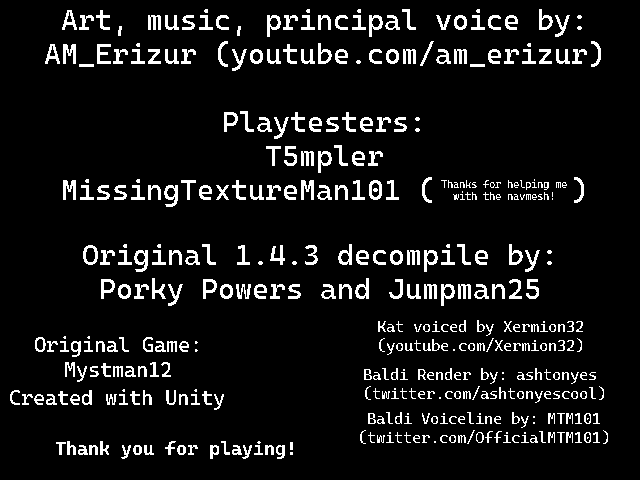 Art, music, principal voice by:
AM_Erizur (youtube.com/am_erizur)
Playtesters:
T5mpler
MissingTextureMan101 (Thanks for helping me
with the navmesh!)
Original 1.4.3 decompile by:
Porky Powers and Jumpman25
Original Game:
Mystman12
Created with Unity
Thank you for playing!
Kat voiced by Xermion32
(youtube.com/Xermion32)
Baldi Render by: ashtonyes
(twitter.com/ashtonyescool)
Baldi Voiceline by: MTM101
(twitter.com/OfficialMTM101)